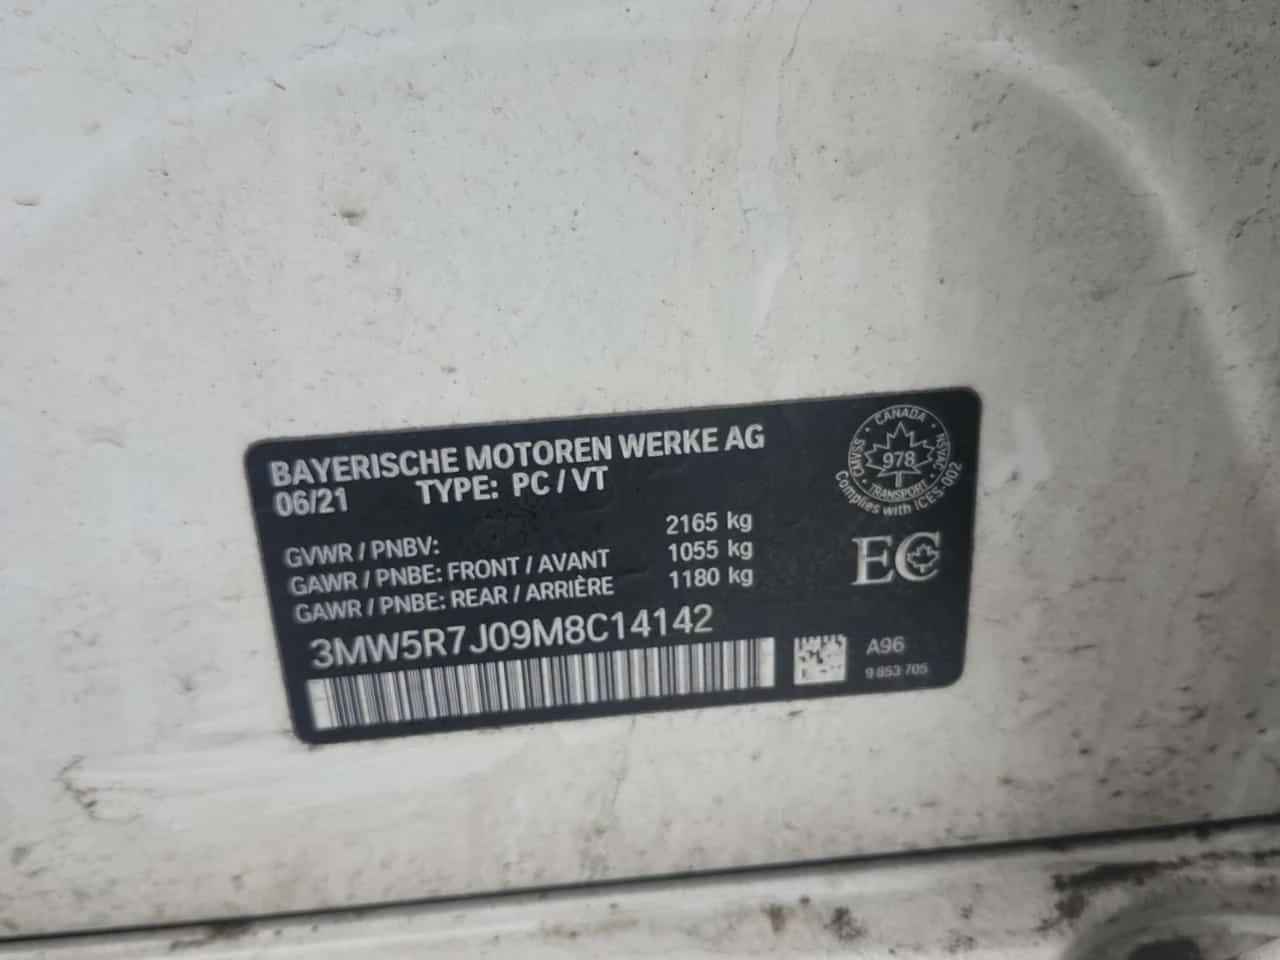 BAYERISCHE MOTOREN WERKE AG
06/21 TYPE: PC / VT
GVWR / PNBV: 2165 kg
GAWR / PNBE: FRONT / AVANT 1055 kg
GAWR / PNBE: REAR / ARRIÈRE 1180 kg
3MW5R7J09M8C14142
CANADA
CMVSS
NSVAC
978
TRANSPORT
Complies with ICES-002
EC
A96
9 853 705